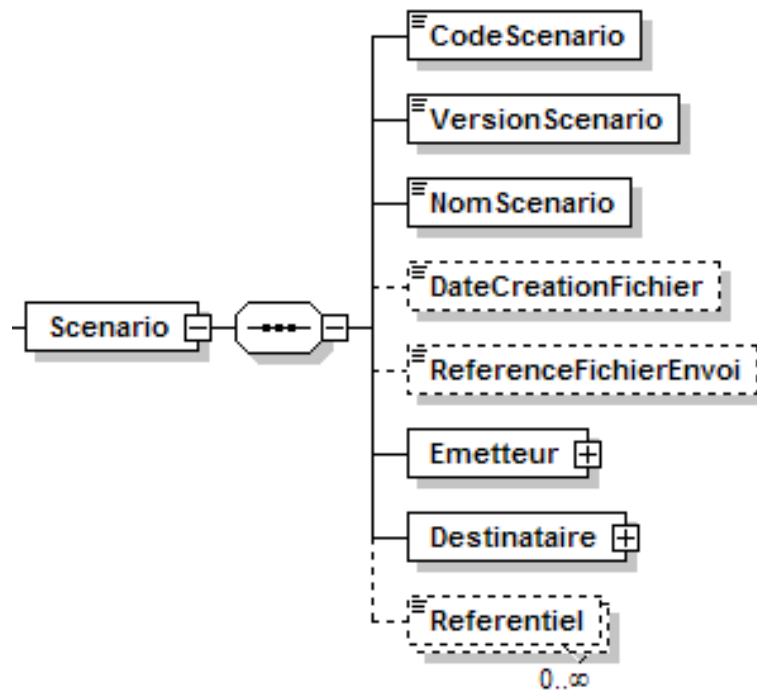 CodeScenario
VersionScenario
NomScenario
DateCreationFichier
Scenario
ReferenceFichierEnvoi
Emetteur
Destinataire
Referentiel
0..∞